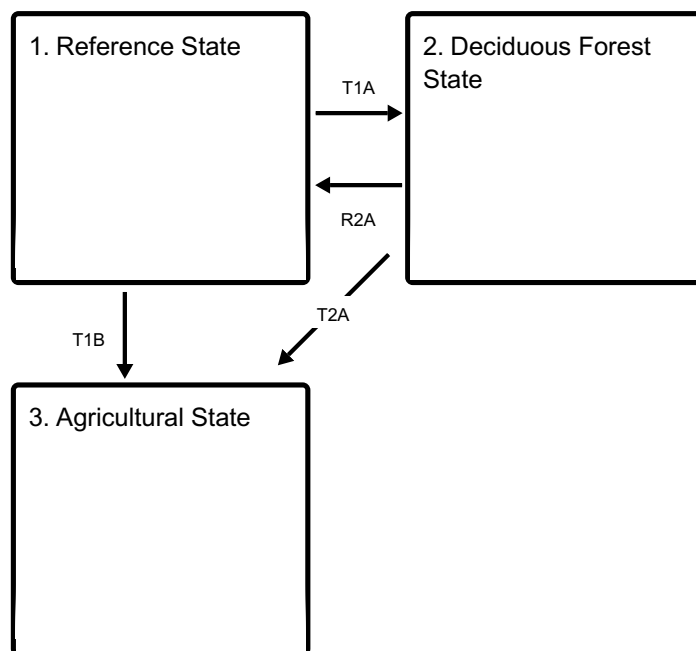 1. Reference State
2. Deciduous Forest
State
T1A
R2A
T2A
T1B
3. Agricultural State